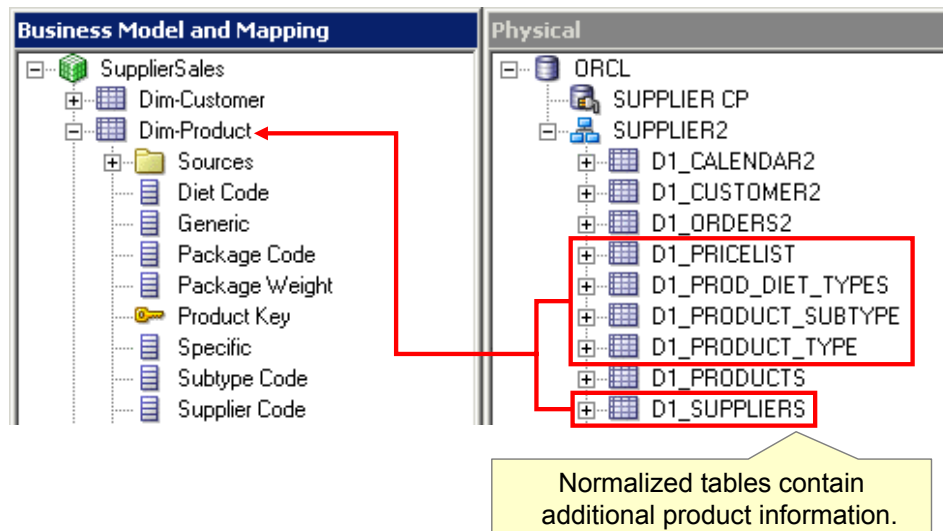 Business Model and Mapping
SupplierSales
Dim-Customer
Dim-Product
Sources
Diet Code
Generic
Package Code
Package Weight
Product Key
Specific
Subtype Code
Supplier Code
Physical
ORCL
SUPPLIER CP
SUPPLIER2
D1_CALENDAR2
D1_CUSTOMER2
D1_ORDERS2
D1_PRICELIST
D1_PROD_DIET_TYPES
D1_PRODUCT_SUBTYPE
D1_PRODUCT_TYPE
D1_PRODUCTS
D1_SUPPLIERS
Normalized tables contain
additional product information.